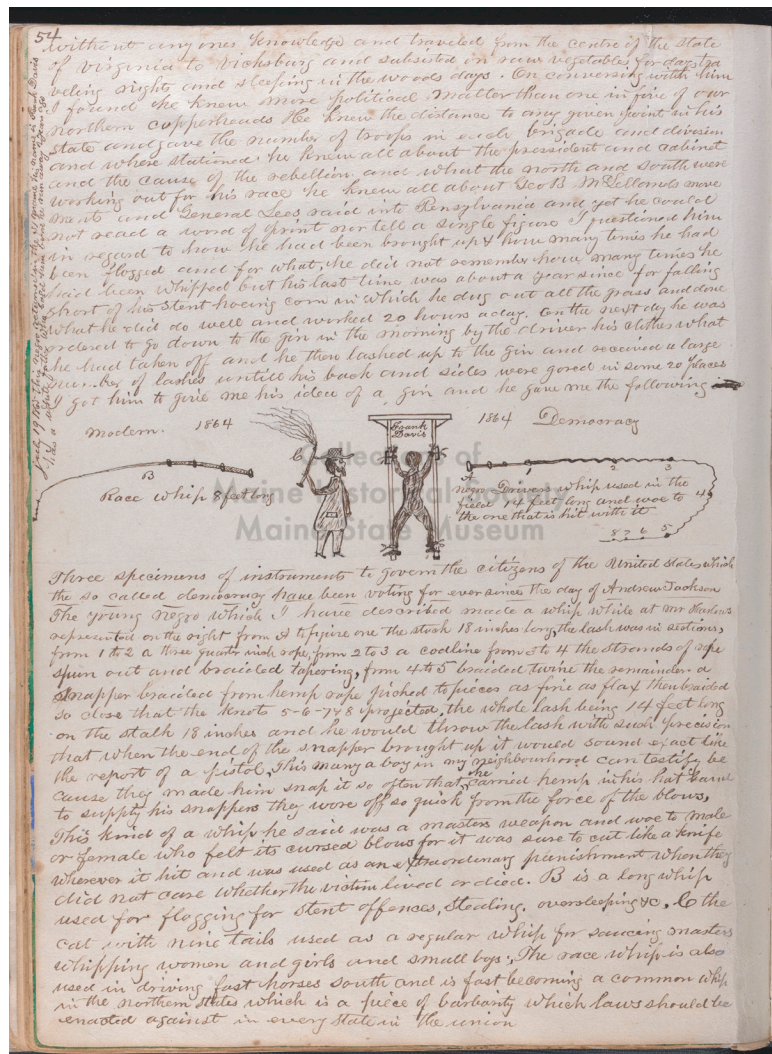 54
without any ones knowledge and traveled from the centre of the state
of virginia to Vicksburg and subsisted on raw vegetables for days tra
veling nights and sleeping in the woods days. On conversing with him
I found he knew more political matter than one in five of our
northern copperheads He knew the distance to any given point in his
state and gave the number of troops in each brigade and division
and where stationed he knew all about the president and cabinet
and the cause of the rebellion and what the north and south were
working out for his race he knew all about Geo B. McLellands move
ments and General Lees raid into Pensylvania and yet he could
not read a word of print nor tell a single figure I questioned him
in regard to how he had been brought up & how many times he had
been flogged and for what, he did not remember how many times he
had been whipped but his last time was about a year since for falling
short of his stent hoeing corn in which he dug out all the grass and done
what he did do well and worked 20 hours a day. On the next day he was
ordered to go down to the gin in the morning by the driver his clothes what
he had taken off and he then lashed up to the gin and received a large
number of lashes untill his back and sides were gored in some 20 places
I got him to give me his idea of a gin and he gave me the following
Modern. 1864
1864 Democracy
Frank
Davis
B
C
A
1
2
3
4
5
6
7
8
Race whip 8 feet long
Drivers whip used in the
field 14 feet long and woe to
the one that is hit with it
Collections of
Maine Historical Society
Maine State Museum
Three specimens of instruments to govern the citizens of the United states which
the so called democracy have been voting for ever since the day of Andrew Jackson
The young negro which I have described made a whip while at Mr
represented on the right from A to figure one the stock 18 inches long, the lash was in sections,
from 1 to 2 a three quarter inch rope, from 2 to 3 a codline from 3 to 4 the strands of rope
spun out and braided tapering, from 4 to 5 braided twine the remainder a
snapper braided from hemp rope picked to pieces as fine as flax then braided
so close that the knots 5-6-7 & 8 projected, the whole lash being 14 feet long
on the stalk 18 inches and he would throw the lash with such precision
that when the end of the snapper brought up it would sound exact like
the report of a pistol, This many a boy in my neighbourhood can testify be
cause they made him snap it so often that he carried hemp in his hat
to supply his snappers they wore off so quick from the force of the blows,
This kind of a whip he said was a masters weapon and woe to male
or female who felt its cursed blows for it was sure to cut like a knife
wherever it hit and was used as an extraordinary punishment when they
did not care whether the victim lived or died. B is a long whip
used for flogging for stent offences, stealing, oversleeping &c. C the
cat with nine tails used as a regular whip for saucing masters
whipping women and girls and small boys, The race whip is also
used in driving fast horses south and is fast becoming a common whip
in the northern states which is a piece of barbarity which laws should be
enacted against in every state in the union